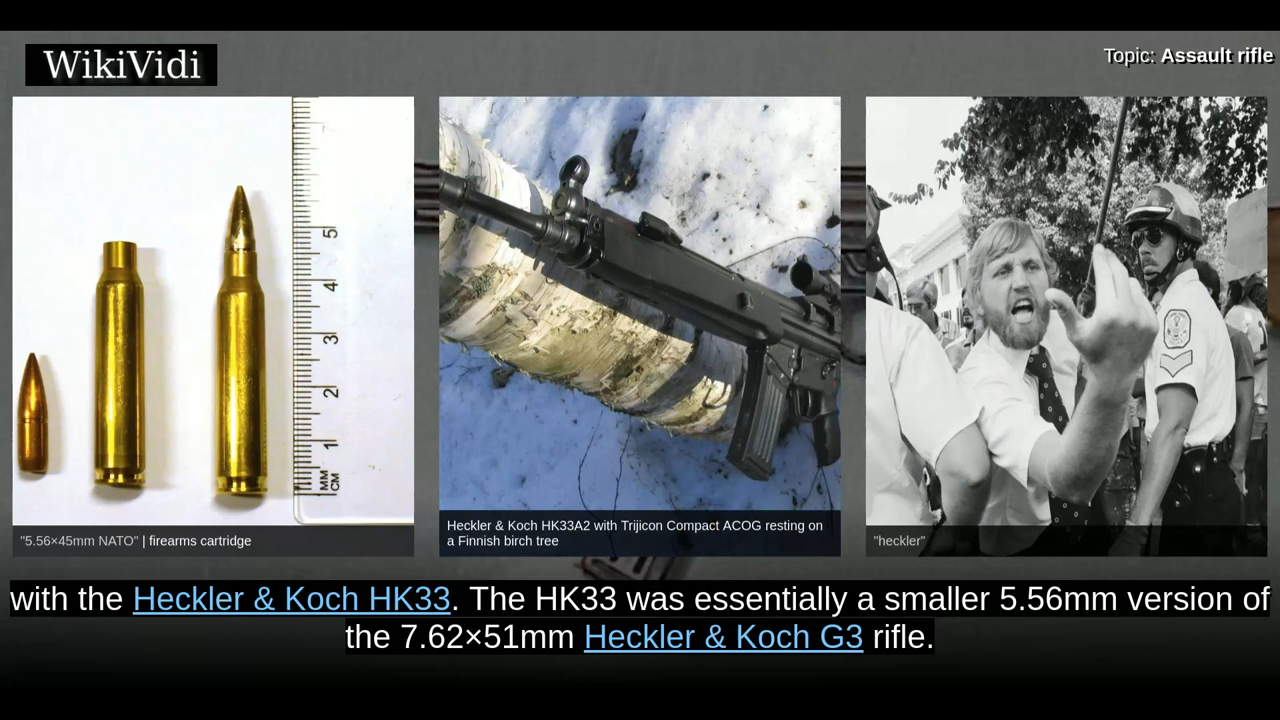 WikiVidi
Topic: Assault rifle
5
4
3
2
1
MM
CM
"5.56×45mm NATO" | firearms cartridge
Heckler & Koch HK33A2 with Trijicon Compact ACOG resting on
a Finnish birch tree
"heckler"
with the Heckler & Koch HK33. The HK33 was essentially a smaller 5.56mm version of
the 7.62×51mm Heckler & Koch G3 rifle.